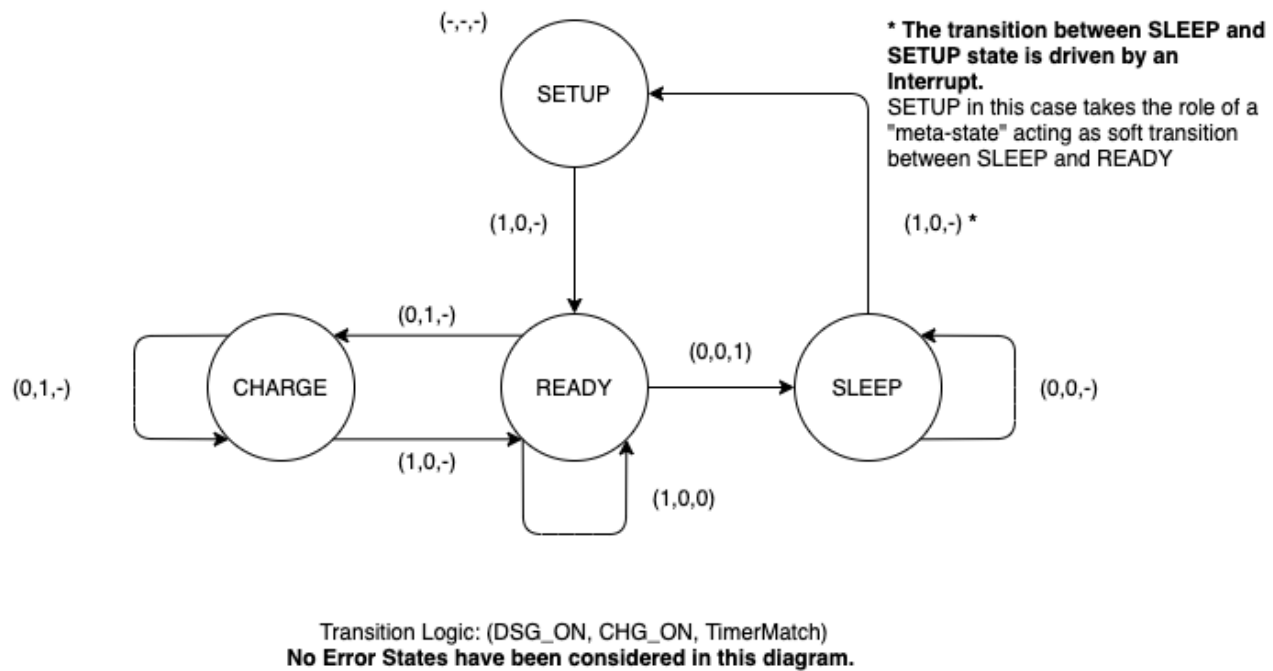 (-,-,-)
SETUP
* The transition between SLEEP and
SETUP state is driven by an
Interrupt.
SETUP in this case takes the role of a
"meta-state" acting as soft transition
between SLEEP and READY
(1,0,-)
(1,0,-) *
(0,1,-)
(0,0,1)
(0,1,-)
CHARGE
READY
SLEEP
(0,0,-)
(1,0,-)
(1,0,0)
Transition Logic: (DSG_ON, CHG_ON, TimerMatch)
No Error States have been considered in this diagram.